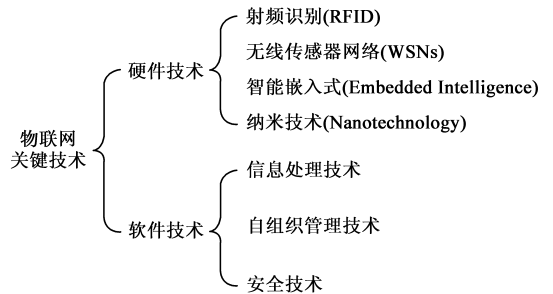 射频识别(RFID)
无线传感器网络(WSNs)
硬件技术
智能嵌入式(Embedded Intelligence)
纳米技术(Nanotechnology)
物联网
关键技术
信息处理技术
软件技术
自组织管理技术
安全技术